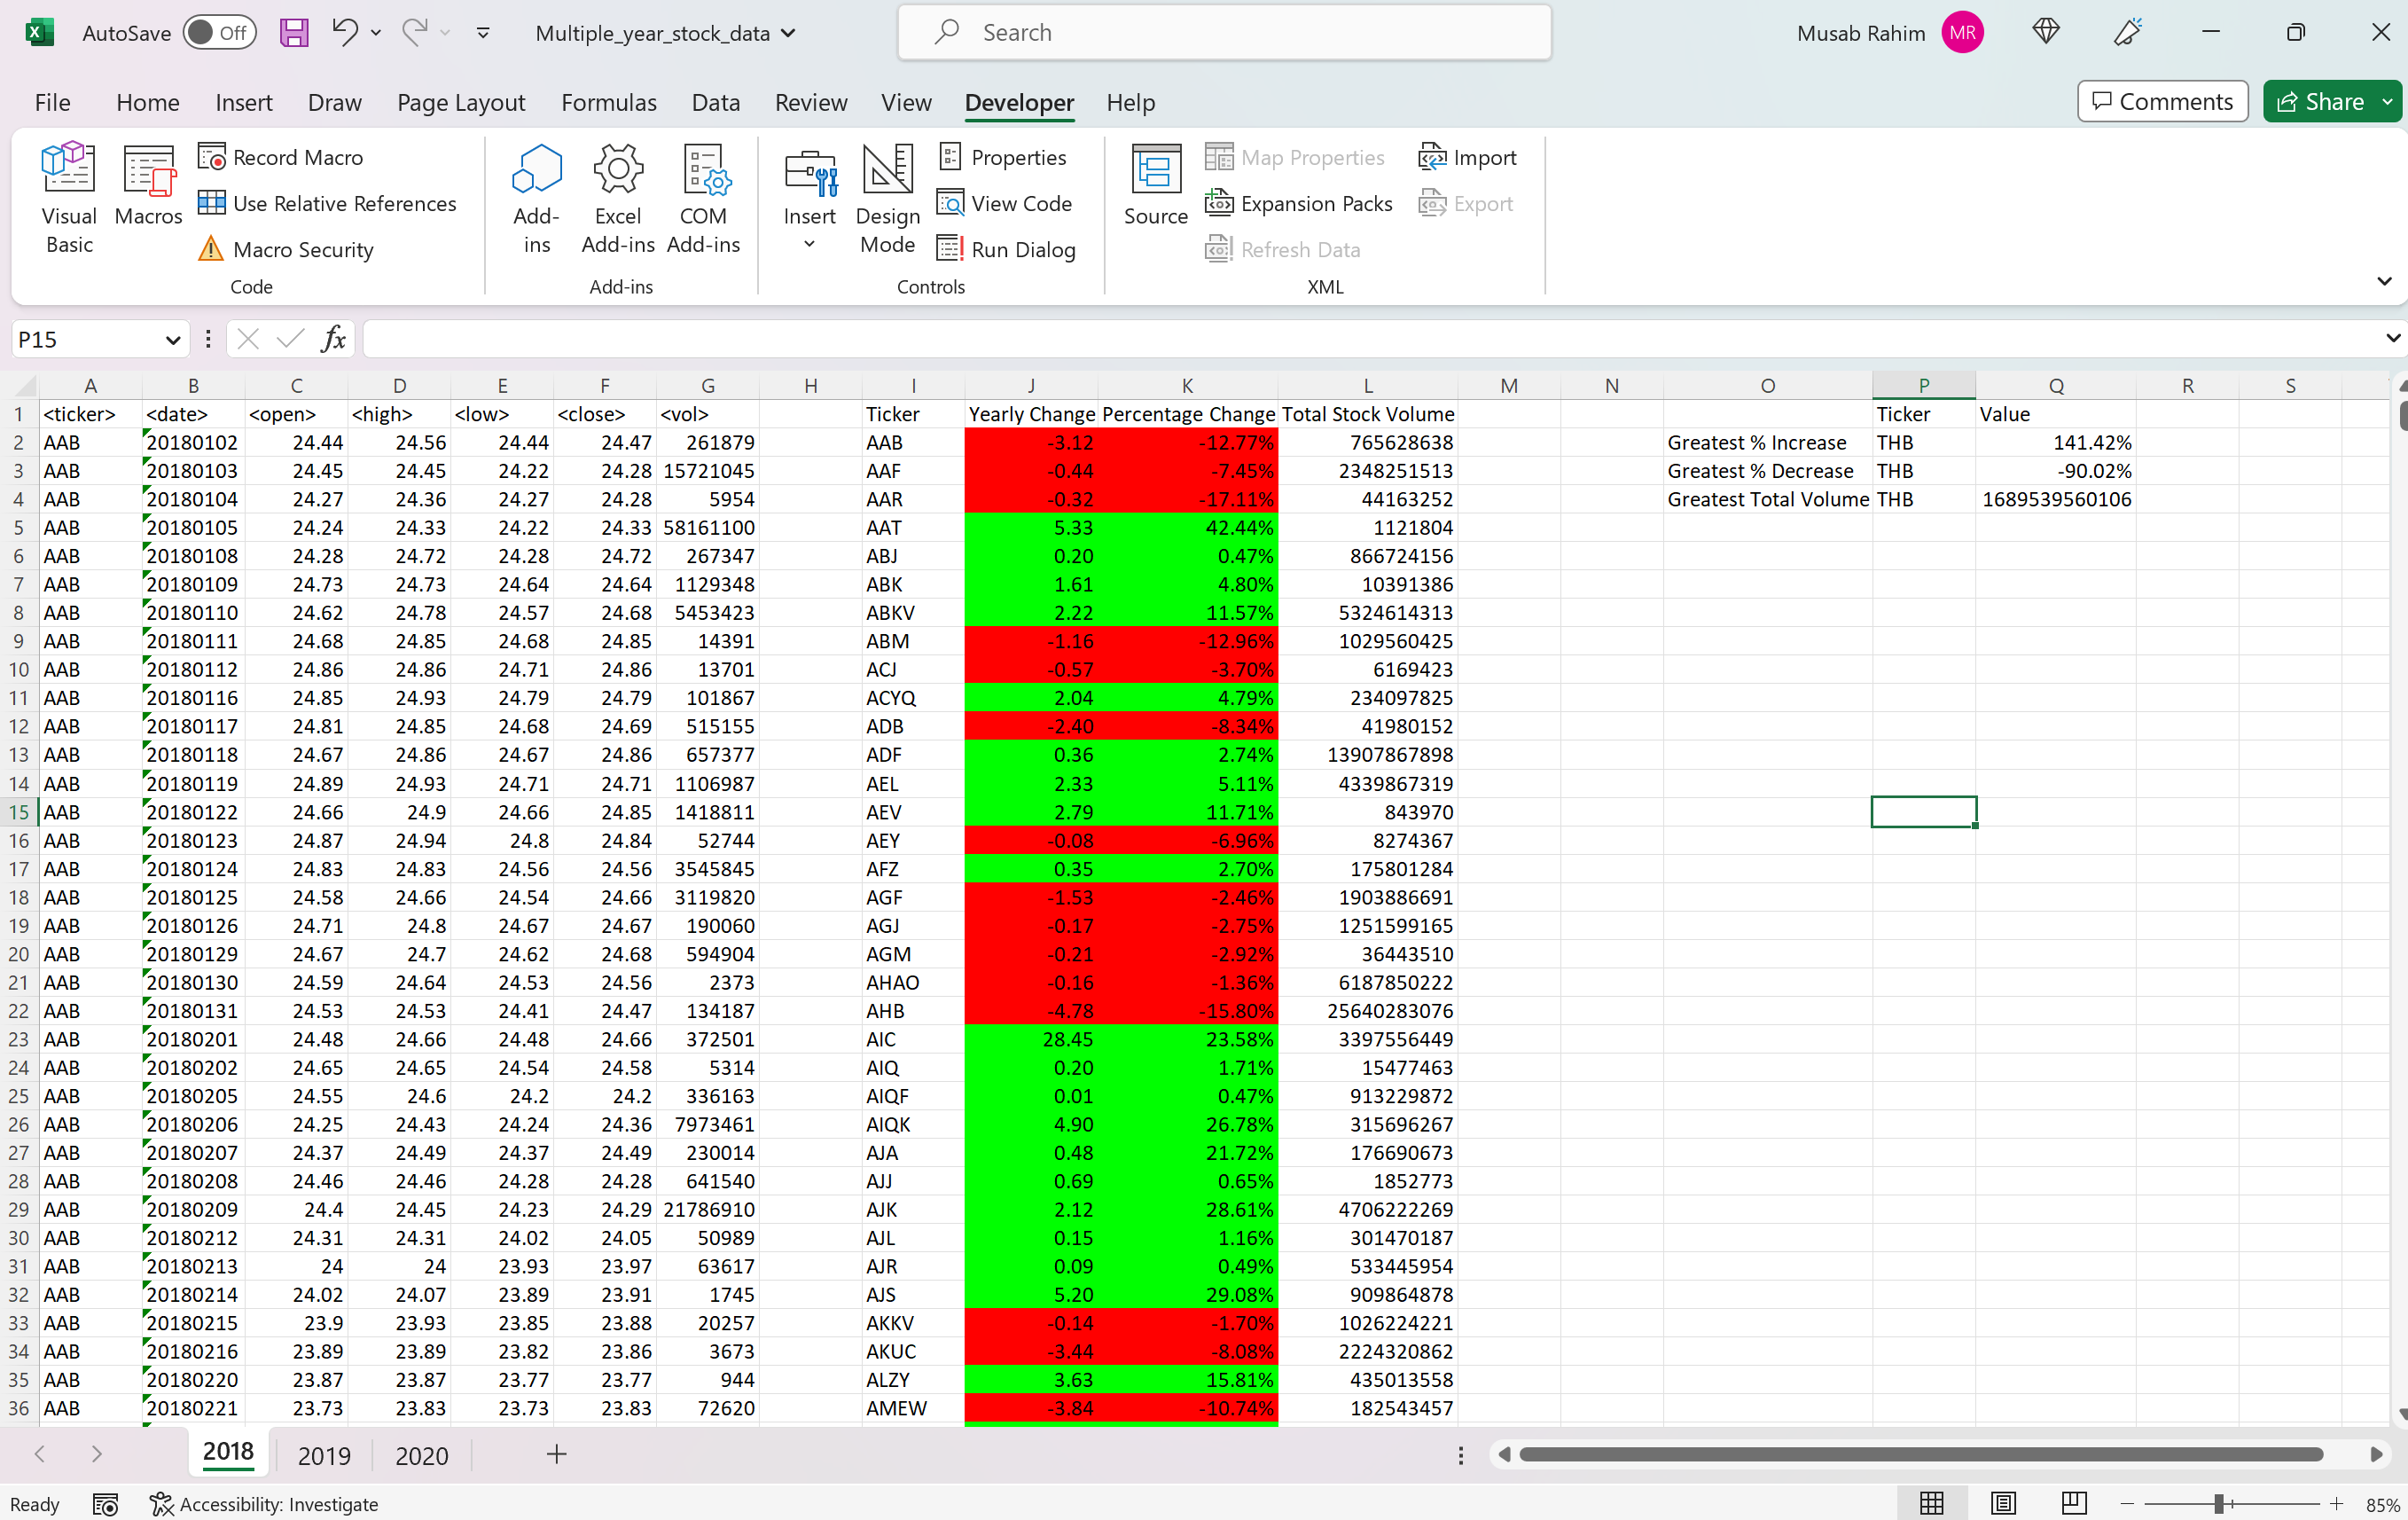 AutoSave Off Multiple_year_stock_data Search Musab Rahim MR
File Home Insert Draw Page Layout Formulas Data Review View Developer Help Comments Share
Visual Basic Macros Record Macro Use Relative References Macro Security Code
Add-ins Excel Add-ins COM Add-ins Add-ins
Insert Design Mode Properties View Code Run Dialog Controls
Source Map Properties Expansion Packs Refresh Data Import Export XML
P15 fx
A B C D E F G H I J K L M N O P Q R S
1 <ticker> <date> <open> <high> <low> <close> <vol> Ticker Yearly Change Percentage Change Total Stock Volume Ticker Value
2 AAB 20180102 24.44 24.56 24.44 24.47 261879 AAB -3.12 -12.77% 765628638 Greatest % Increase THB 141.42%
3 AAB 20180103 24.45 24.45 24.22 24.28 15721045 AAF -0.44 -7.45% 2348251513 Greatest % Decrease THB -90.02%
4 AAB 20180104 24.27 24.36 24.27 24.28 5954 AAR -0.32 -17.11% 44163252 Greatest Total Volume THB 1689539560106
5 AAB 20180105 24.24 24.33 24.22 24.33 58161100 AAT 5.33 42.44% 1121804
6 AAB 20180108 24.28 24.72 24.28 24.72 267347 ABJ 0.20 0.47% 866724156
7 AAB 20180109 24.73 24.73 24.64 24.64 1129348 ABK 1.61 4.80% 10391386
8 AAB 20180110 24.62 24.78 24.57 24.68 5453423 ABKV 2.22 11.57% 5324614313
9 AAB 20180111 24.68 24.85 24.68 24.85 14391 ABM -1.16 -12.96% 1029560425
10 AAB 20180112 24.86 24.86 24.71 24.86 13701 ACJ -0.57 -3.70% 6169423
11 AAB 20180116 24.85 24.93 24.79 24.79 101867 ACYQ 2.04 4.79% 234097825
12 AAB 20180117 24.81 24.85 24.68 24.69 515155 ADB -2.40 -8.34% 41980152
13 AAB 20180118 24.67 24.86 24.67 24.86 657377 ADF 0.36 2.74% 13907867898
14 AAB 20180119 24.89 24.93 24.71 24.71 1106987 AEL 2.33 5.11% 4339867319
15 AAB 20180122 24.66 24.9 24.66 24.85 1418811 AEV 2.79 11.71% 843970
16 AAB 20180123 24.87 24.94 24.8 24.84 52744 AEY -0.08 -6.96% 8274367
17 AAB 20180124 24.83 24.83 24.56 24.56 3545845 AFZ 0.35 2.70% 175801284
18 AAB 20180125 24.58 24.66 24.54 24.66 3119820 AGF -1.53 -2.46% 1903886691
19 AAB 20180126 24.71 24.8 24.67 24.67 190060 AGJ -0.17 -2.75% 1251599165
20 AAB 20180129 24.67 24.7 24.62 24.68 594904 AGM -0.21 -2.92% 36443510
21 AAB 20180130 24.59 24.64 24.53 24.56 2373 AHAO -0.16 -1.36% 6187850222
22 AAB 20180131 24.53 24.53 24.41 24.47 134187 AHB -4.78 -15.80% 25640283076
23 AAB 20180201 24.48 24.66 24.48 24.66 372501 AIC 28.45 23.58% 3397556449
24 AAB 20180202 24.65 24.65 24.54 24.58 5314 AIQ 0.20 1.71% 15477463
25 AAB 20180205 24.55 24.6 24.2 24.2 336163 AIQF 0.01 0.47% 913229872
26 AAB 20180206 24.25 24.43 24.24 24.36 7973461 AIQK 4.90 26.78% 315696267
27 AAB 20180207 24.37 24.49 24.37 24.49 230014 AJA 0.48 21.72% 176690673
28 AAB 20180208 24.46 24.46 24.28 24.28 641540 AJJ 0.69 0.65% 1852773
29 AAB 20180209 24.4 24.45 24.23 24.29 21786910 AJK 2.12 28.61% 4706222269
30 AAB 20180212 24.31 24.31 24.02 24.05 50989 AJL 0.15 1.16% 301470187
31 AAB 20180213 24 24 23.93 23.97 63617 AJR 0.09 0.49% 533445954
32 AAB 20180214 24.02 24.07 23.89 23.91 1745 AJS 5.20 29.08% 909864878
33 AAB 20180215 23.9 23.93 23.85 23.88 20257 AKKV -0.14 -1.70% 1026224221
34 AAB 20180216 23.89 23.89 23.82 23.86 3673 AKUC -3.44 -8.08% 2224320862
35 AAB 20180220 23.87 23.87 23.77 23.77 944 ALZY 3.63 15.81% 435013558
36 AAB 20180221 23.73 23.83 23.73 23.83 72620 AMEW -3.84 -10.74% 182543457
2018 2019 2020
Ready Accessibility: Investigate 85%